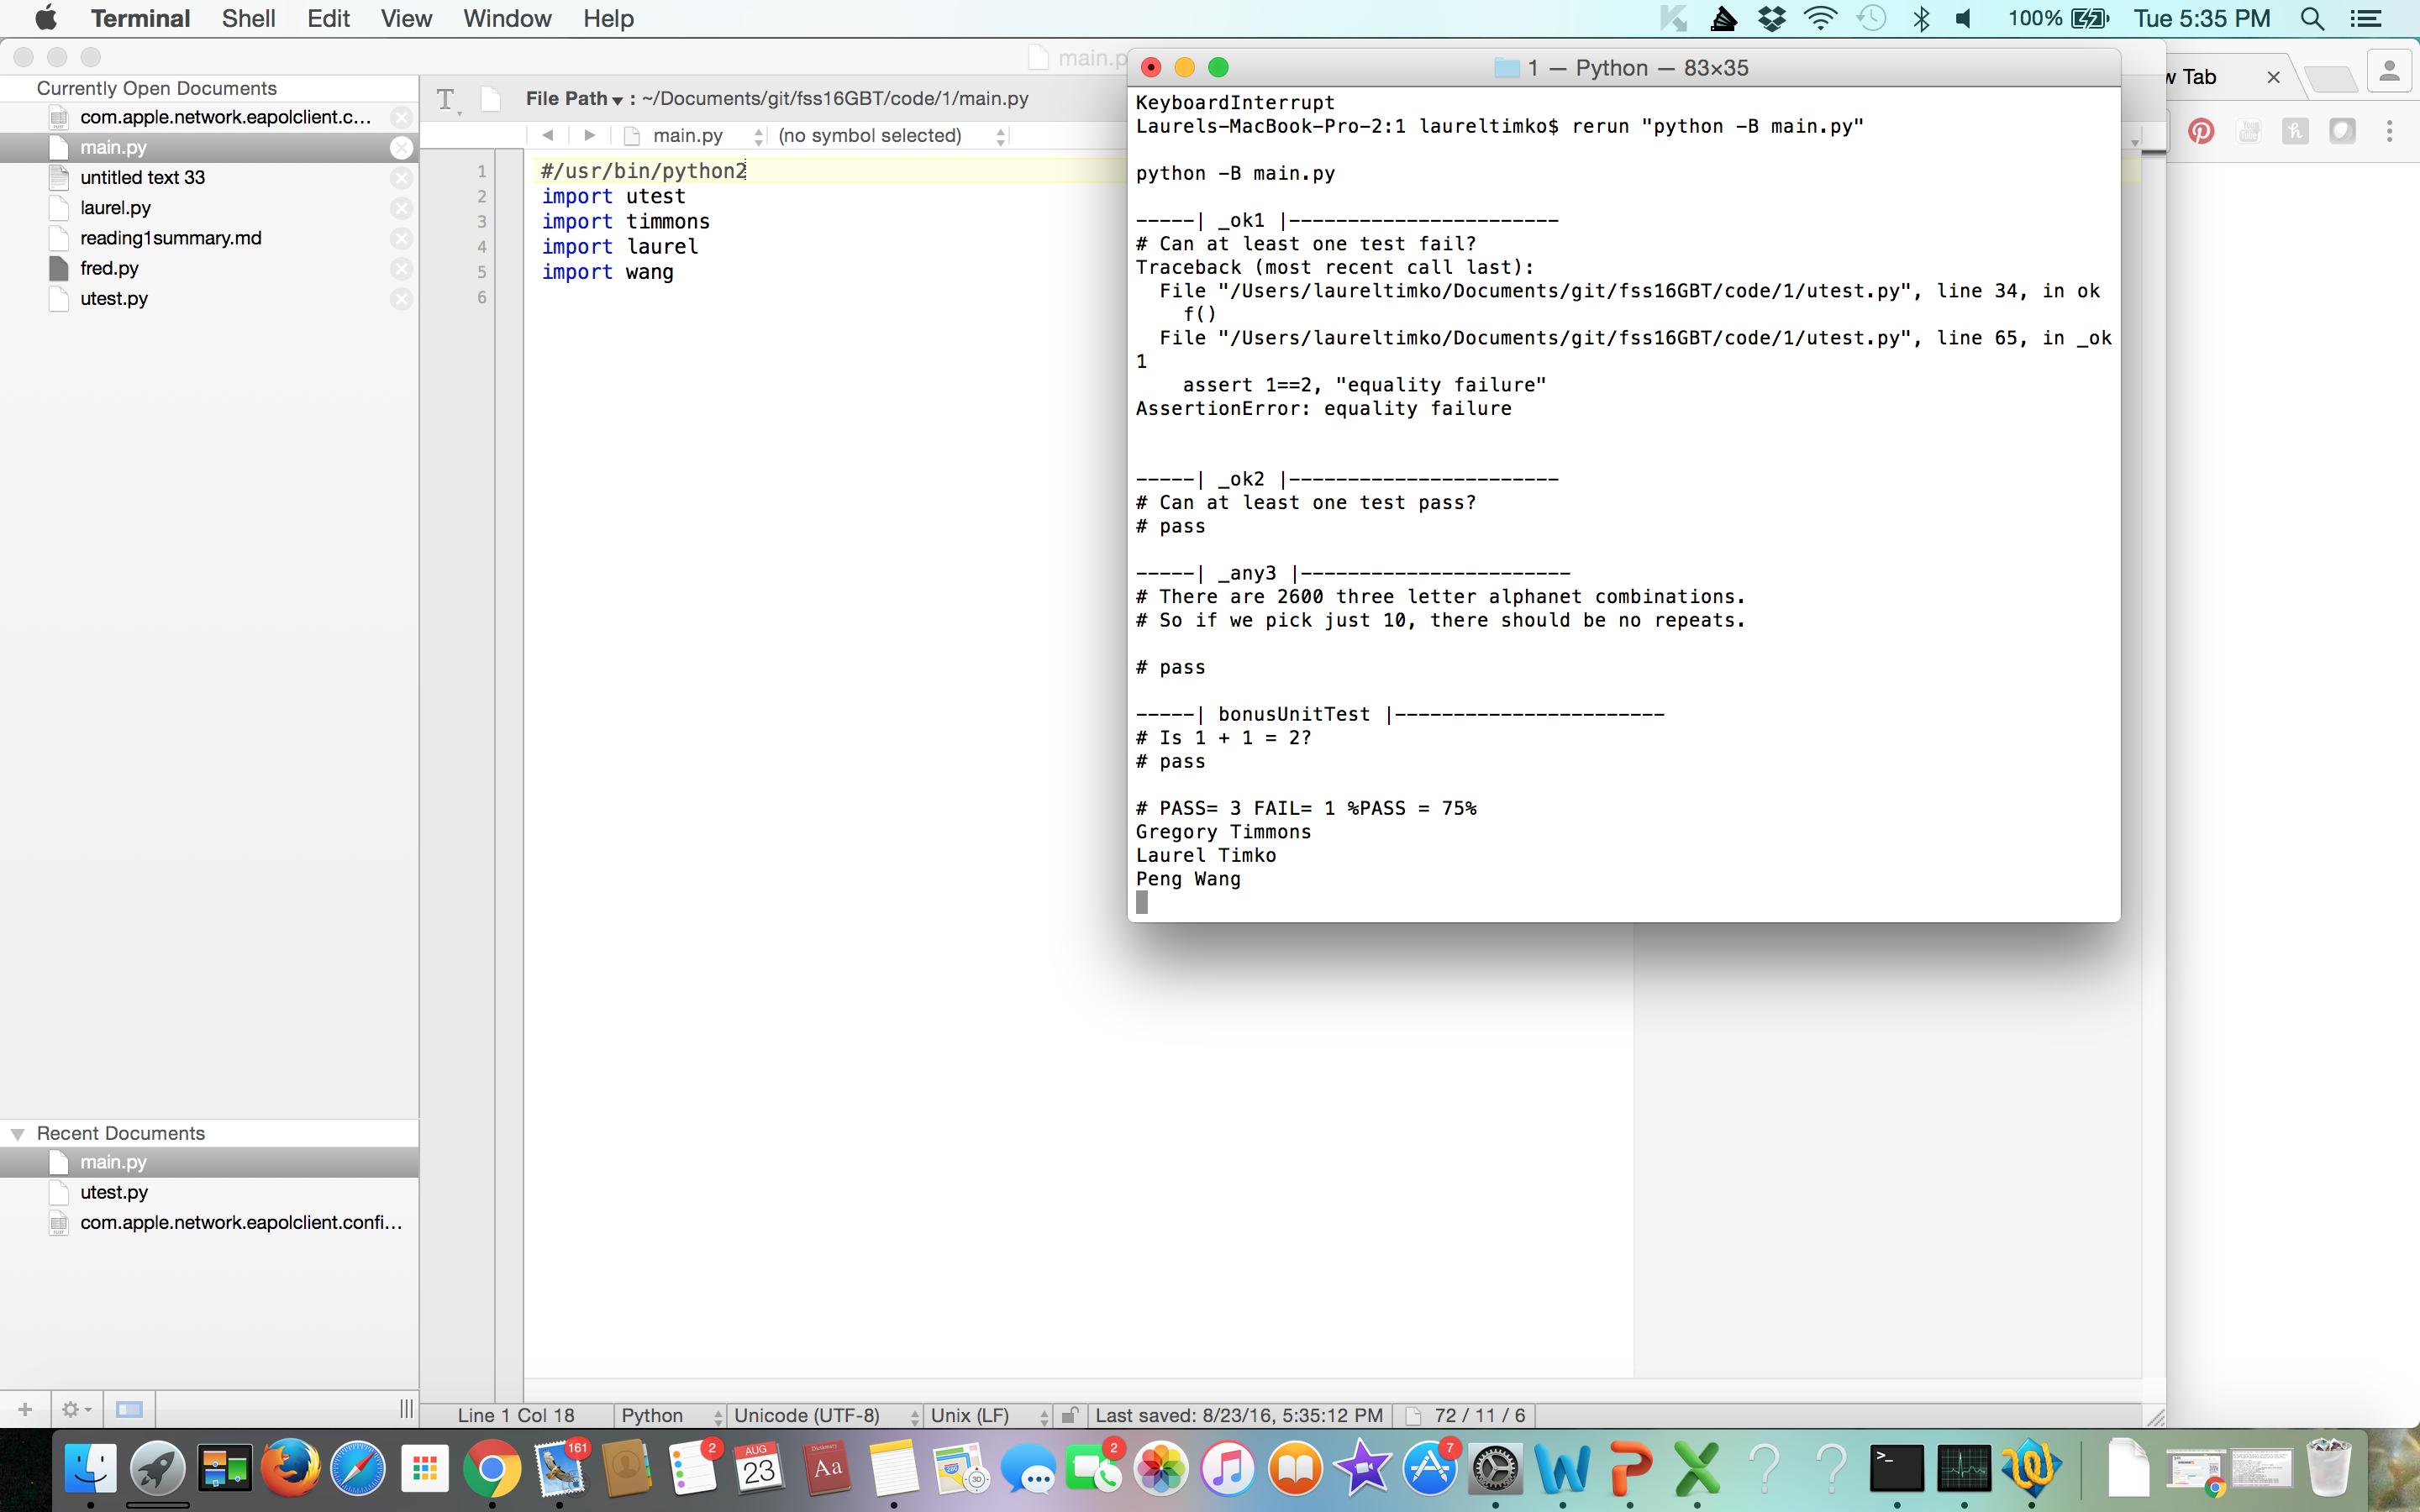 Terminal Shell Edit View Window Help 100% Tue 5:35 PM
main.p
Currently Open Documents
com.apple.network.eapolclient.c...
main.py
untitled text 33
laurel.py
reading1summary.md
fred.py
utest.py
Recent Documents
main.py
utest.py
com.apple.network.eapolclient.confi...
T File Path : ~/Documents/git/fss16GBT/code/1/main.py
main.py (no symbol selected)
1 #/usr/bin/python2
2 import utest
3 import timmons
4 import laurel
5 import wang
6
Line 1 Col 18 Python Unicode (UTF-8) Unix (LF) Last saved: 8/23/16, 5:35:12 PM 72 / 11 / 6
1 — Python — 83×35
KeyboardInterrupt
Laurels-MacBook-Pro-2:1 laureltimko$ rerun "python -B main.py"
python -B main.py
-----| _ok1 |-----------------------
# Can at least one test fail?
Traceback (most recent call last):
File "/Users/laureltimko/Documents/git/fss16GBT/code/1/utest.py", line 34, in ok
f()
File "/Users/laureltimko/Documents/git/fss16GBT/code/1/utest.py", line 65, in _ok
1
assert 1==2, "equality failure"
AssertionError: equality failure
-----| _ok2 |-----------------------
# Can at least one test pass?
# pass
-----| _any3 |-----------------------
# There are 2600 three letter alphanet combinations.
# So if we pick just 10, there should be no repeats.
# pass
-----| bonusUnitTest |-----------------------
# Is 1 + 1 = 2?
# pass
# PASS= 3 FAIL= 1 %PASS = 75%
Gregory Timmons
Laurel Timko
Peng Wang
w Tab
You Tube
h
161
2
AUG
23
Dictionary
Aa
3D
2
7
W
P
X
? ?
>_